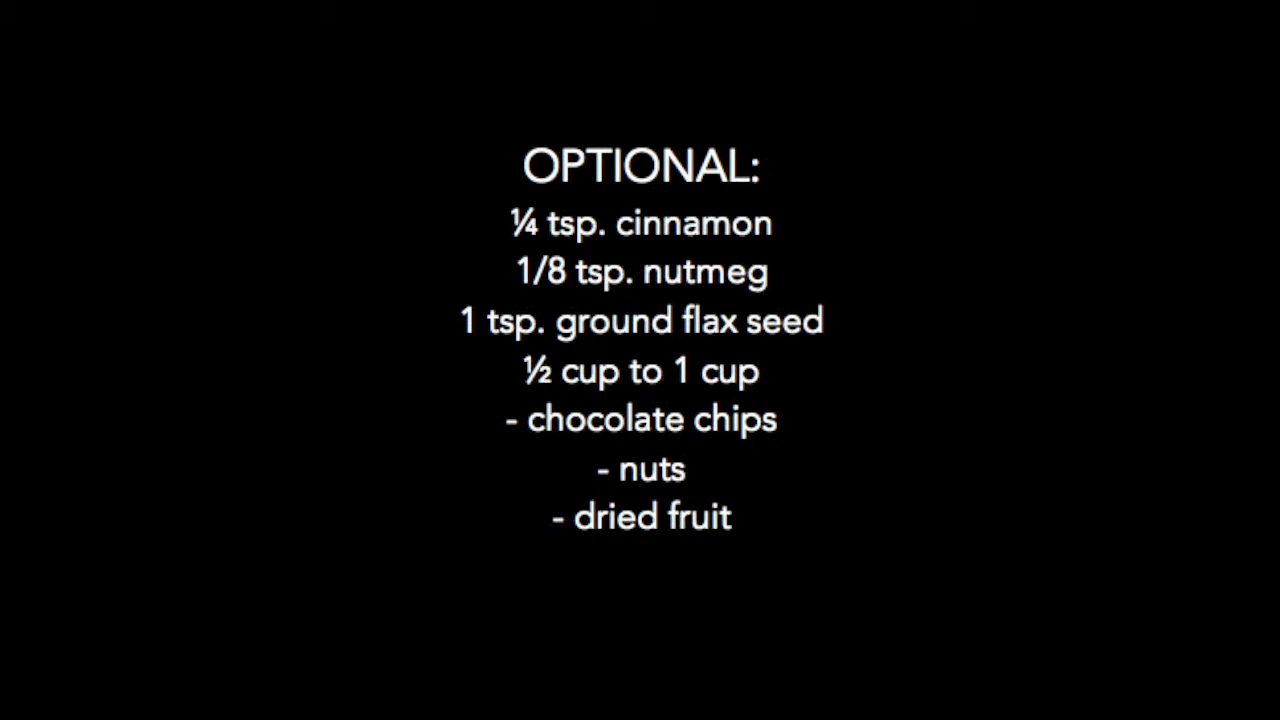 OPTIONAL:
¼ tsp. cinnamon
1/8 tsp. nutmeg
1 tsp. ground flax seed
½ cup to 1 cup
- chocolate chips
- nuts
- dried fruit